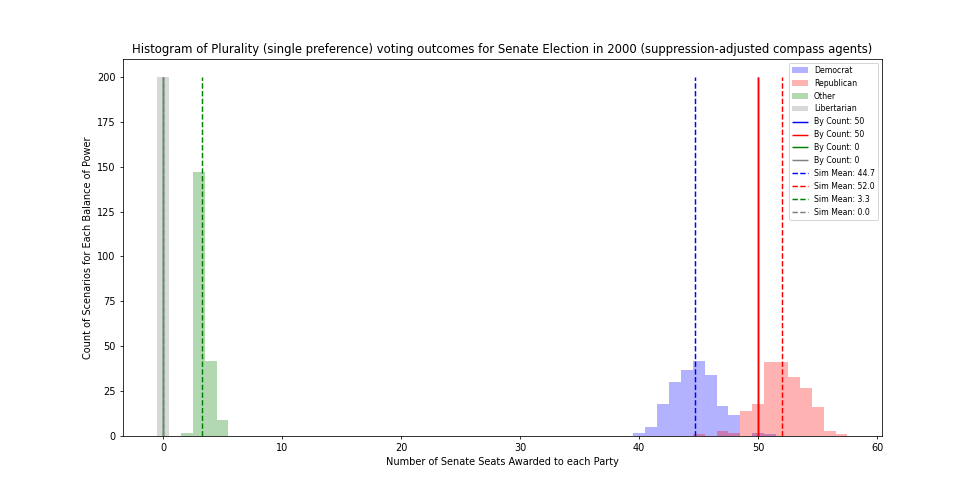 Histogram of Plurality (single preference) voting outcomes for Senate Election in 2000 (suppression-adjusted compass agents)
Democrat
Republican
Other
Libertarian
By Count: 50
By Count: 50
By Count: 0
By Count: 0
Sim Mean: 44.7
Sim Mean: 52.0
Sim Mean: 3.3
Sim Mean: 0.0
Count of Scenarios for Each Balance of Power
200
175
150
125
100
75
50
25
0
0 10 20 30 40 50 60
Number of Senate Seats Awarded to each Party